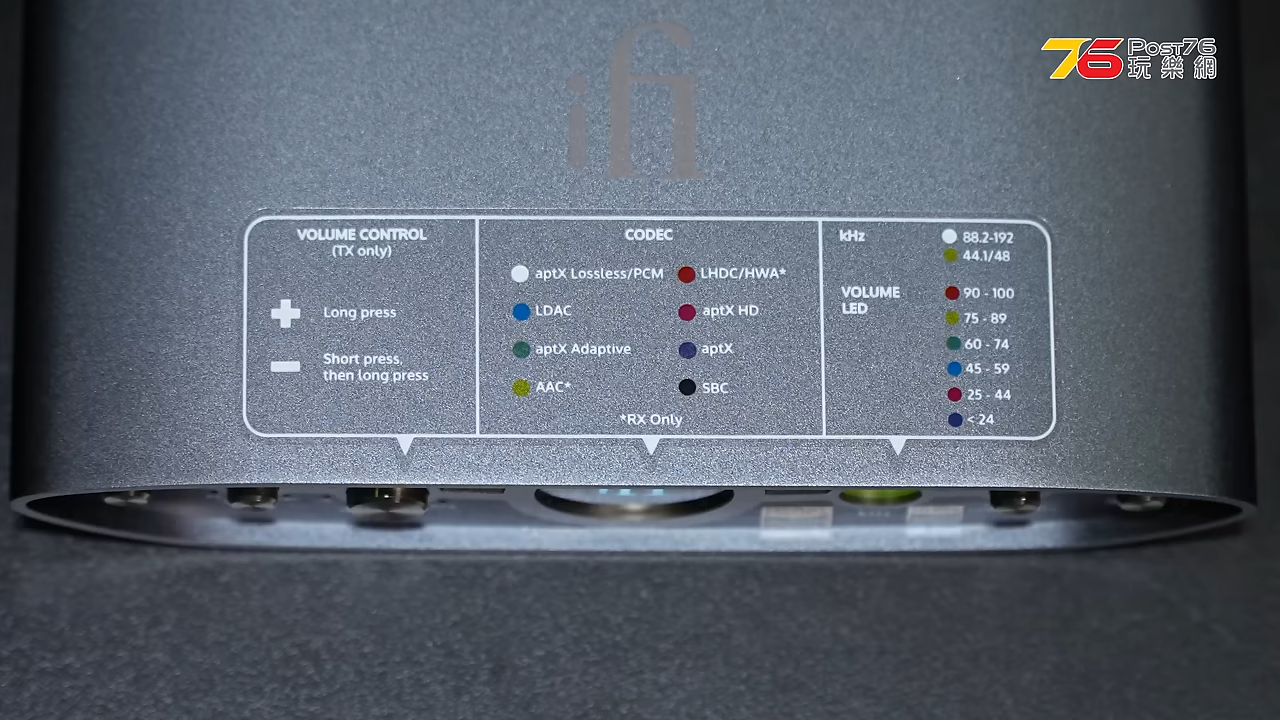 ifi
76 Post76
玩樂網
VOLUME CONTROL
(TX only)
Long press
Short press,
then long press
CODEC
aptX Lossless/PCM
LHDC/HWA*
LDAC
aptX HD
aptX Adaptive
aptX
AAC*
SBC
*RX Only
kHz
88.2-192
44.1/48
VOLUME
LED
90 - 100
75 - 89
60 - 74
45 - 59
25 - 44
< 24